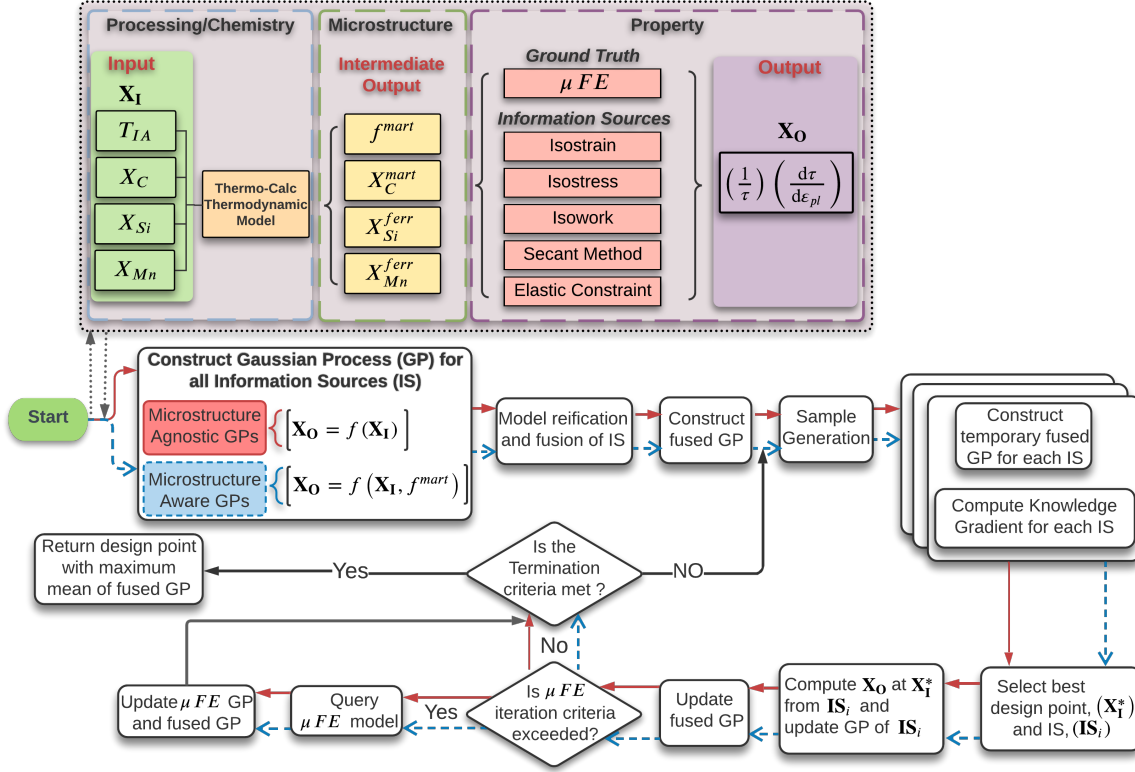 Processing/Chemistry
Microstructure
Property
Input
X_I
T_IA
X_C
X_Si
X_Mn
Thermo-Calc
Thermodynamic
Model
Intermediate
Output
f^mart
X_C^mart
X_Si^ferr
X_Mn^ferr
Ground Truth
μ FE
Information Sources
Isostrain
Isostress
Isowork
Secant Method
Elastic Constraint
Output
X_O
(1/τ) (dτ/dε_pl)
Start
Construct Gaussian Process (GP) for
all Information Sources (IS)
Microstructure
Agnostic GPs
[X_O = f (X_I)]
Microstructure
Aware GPs
[X_O = f (X_I, f^mart)]
Model reification
and fusion of IS
Construct
fused GP
Sample
Generation
Construct
temporary fused
GP for each IS
Compute Knowledge
Gradient for each IS
Return design point
with maximum
mean of fused GP
Yes
Is the
Termination
criteria met ?
NO
No
Update μ FE GP
and fused GP
Query
μ FE model
Yes
Is μ FE
iteration criteria
exceeded?
Update
fused GP
Compute X_O at X_I^*
from IS_i and
update GP of IS_i
Select best
design point, (X_I^*)
and IS, (IS_i)